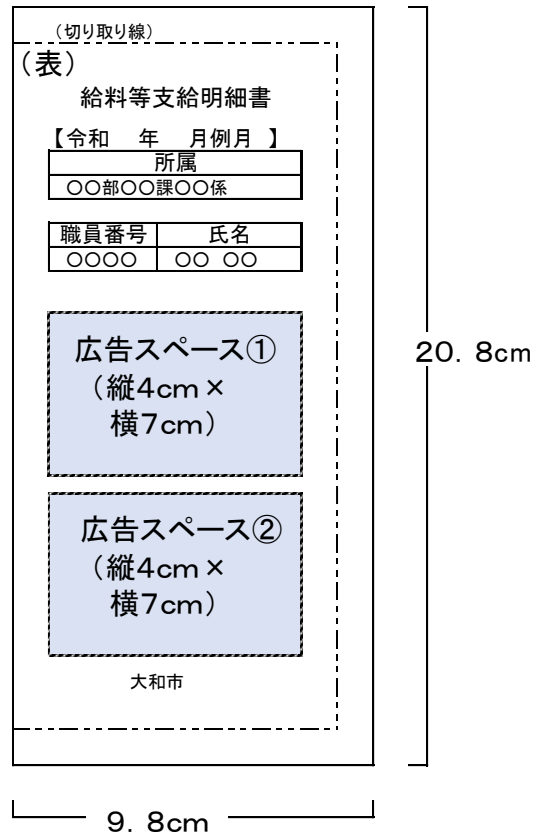 （切り取り線）
（表）
給料等支給明細書
【令和　年　月例月 】
所属
○○部○○課○○係
職員番号　氏名
○○○○　○○ ○○
広告スペース①
（縦4cm×
横7cm）
広告スペース②
（縦4cm×
横7cm）
大和市
20．8cm
9．8cm